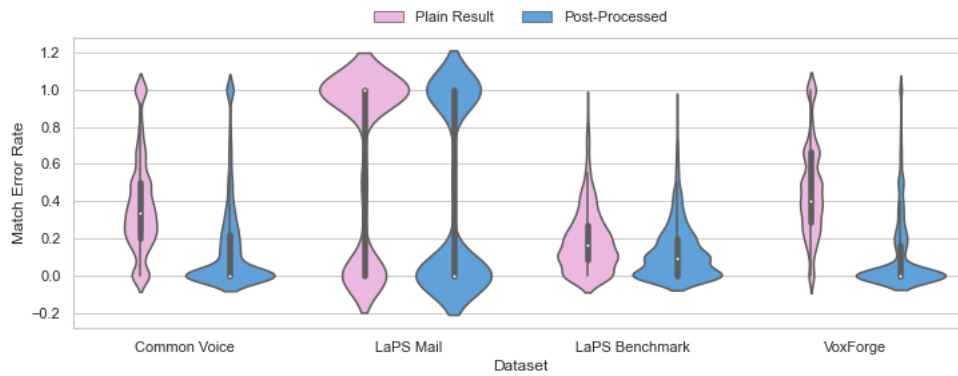 Plain Result Post-Processed
1.2
1.0
0.8
0.6
0.4
0.2
0.0
−0.2
Match Error Rate
Common Voice LaPS Mail LaPS Benchmark VoxForge
Dataset